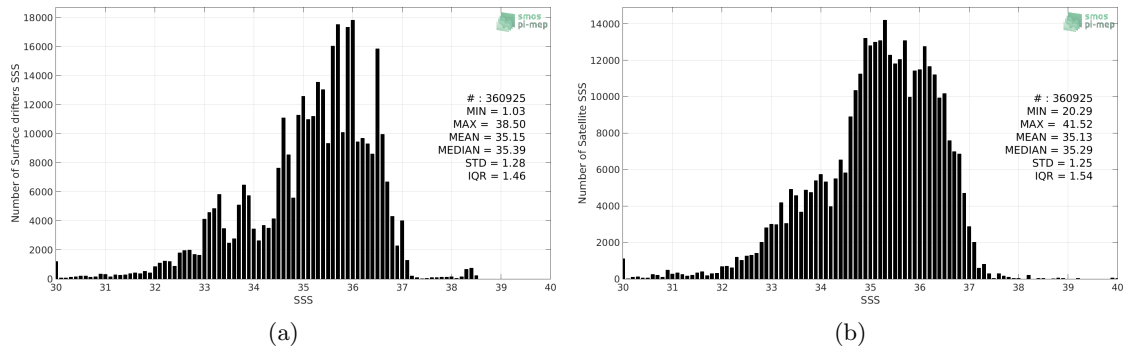 18000
16000
14000
12000
10000
8000
6000
4000
2000
0
Number of Surface drifters SSS
30 31 32 33 34 35 36 37 38 39 40
SSS
smos
pi-mep
# : 360925
MIN = 1.03
MAX = 38.50
MEAN = 35.15
MEDIAN = 35.39
STD = 1.28
IQR = 1.46
(a)
14000
12000
10000
8000
6000
4000
2000
0
Number of Satellite SSS
30 31 32 33 34 35 36 37 38 39 40
SSS
smos
pi-mep
# : 360925
MIN = 20.29
MAX = 41.52
MEAN = 35.13
MEDIAN = 35.29
STD = 1.25
IQR = 1.54
(b)